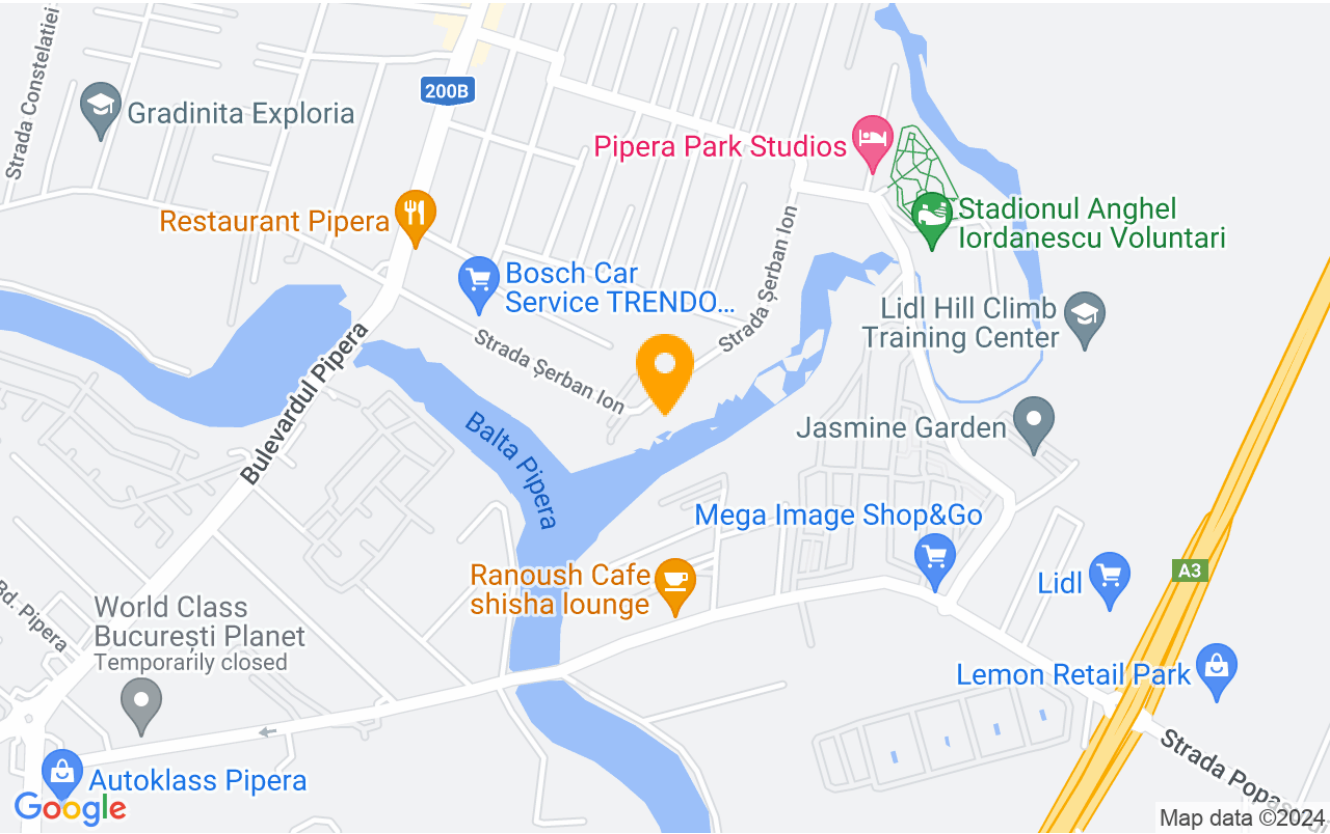 Strada Constelatiei
200B
Gradinita Exploria
Pipera Park Studios
Restaurant Pipera
Stadionul Anghel
Iordanescu Voluntari
Bosch Car
Service TRENDO...
Strada Șerban Ion
Lidl Hill Climb
Training Center
Strada Șerban Ion
Bulevardul Pipera
Balta Pipera
Jasmine Garden
Mega Image Shop&Go
A3
Ranoush Cafe
shisha lounge
Lidl
Bd. Pipera
World Class
București Planet
Temporarily closed
Lemon Retail Park
Autoklass Pipera
Strada Popas
Google
Map data ©2024